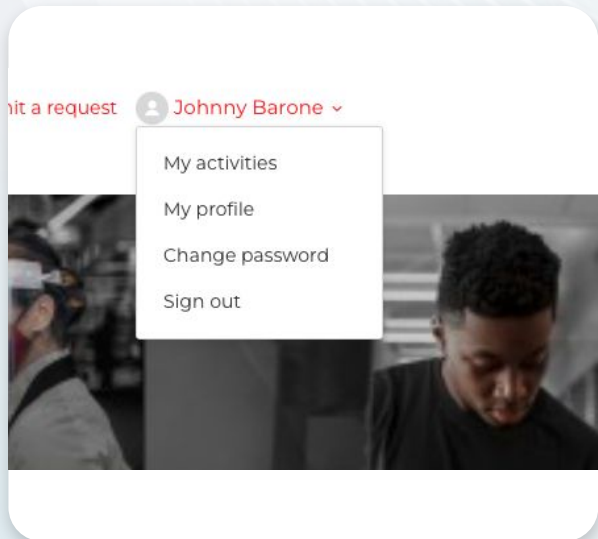 it a request Johnny Barone
My activities
My profile
Change password
Sign out